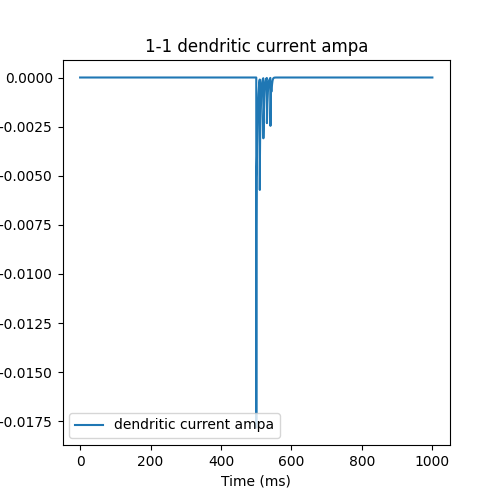 1-1 dendritic current ampa
0.0000
-0.0025
-0.0050
-0.0075
-0.0100
-0.0125
-0.0150
-0.0175
dendritic current ampa
0 200 400 600 800 1000
Time (ms)